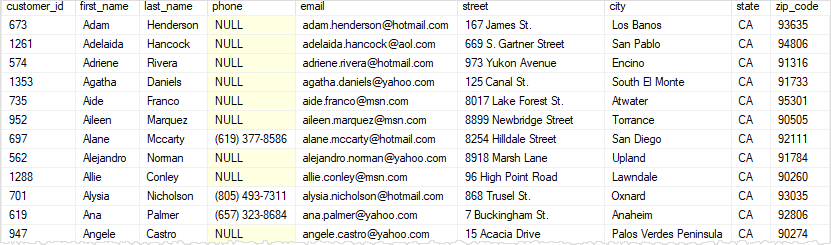 customer_id first_name last_name phone email street city state zip_code
673 Adam Henderson NULL adam.henderson@hotmail.com 167 James St. Los Banos CA 93635
1261 Adelaida Hancock NULL adelaida.hancock@aol.com 669 S. Gartner Street San Pablo CA 94806
574 Adriene Rivera NULL adriene.rivera@hotmail.com 973 Yukon Avenue Encino CA 91316
1353 Agatha Daniels NULL agatha.daniels@yahoo.com 125 Canal St. South El Monte CA 91733
735 Aide Franco NULL aide.franco@msn.com 8017 Lake Forest St. Atwater CA 95301
952 Aileen Marquez NULL aileen.marquez@msn.com 8899 Newbridge Street Torrance CA 90505
697 Alane Mccarty (619) 377-8586 alane.mccarty@hotmail.com 8254 Hilldale Street San Diego CA 92111
562 Alejandro Norman NULL alejandro.norman@yahoo.com 8918 Marsh Lane Upland CA 91784
1288 Allie Conley NULL allie.conley@msn.com 96 High Point Road Lawndale CA 90260
701 Alysia Nicholson (805) 493-7311 alysia.nicholson@hotmail.com 868 Trusel St. Oxnard CA 93035
619 Ana Palmer (657) 323-8684 ana.palmer@yahoo.com 7 Buckingham St. Anaheim CA 92806
947 Angele Castro NULL angele.castro@yahoo.com 15 Acacia Drive Palos Verdes Peninsula CA 90274